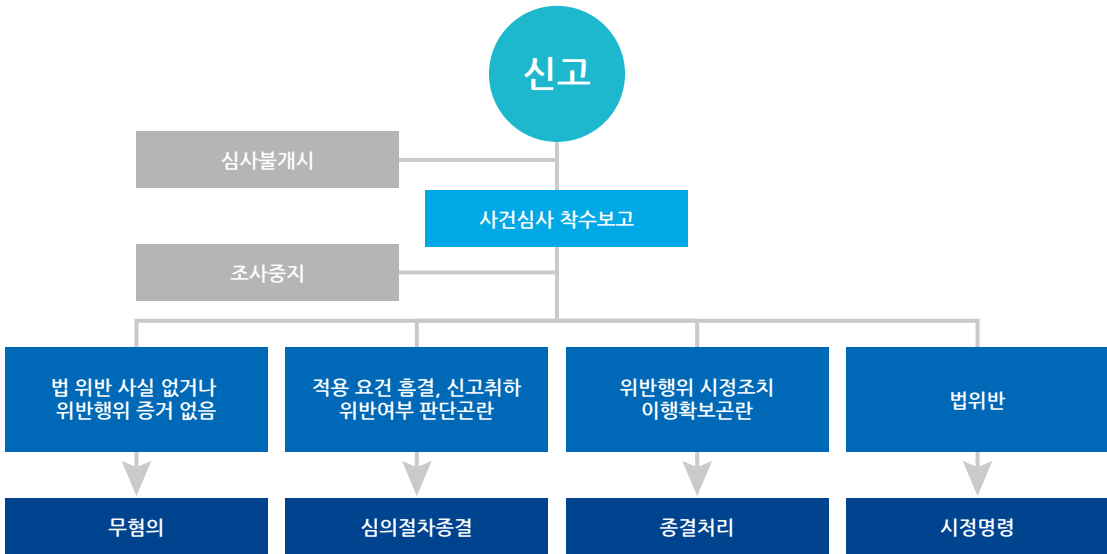 신고
심사불개시
사건심사 착수보고
조사중지
법 위반 사실 없거나
위반행위 증거 없음
적용 요건 흠결, 신고취하
위반여부 판단곤란
위반행위 시정조치
이행확보곤란
법위반
무혐의
심의절차종결
종결처리
시정명령